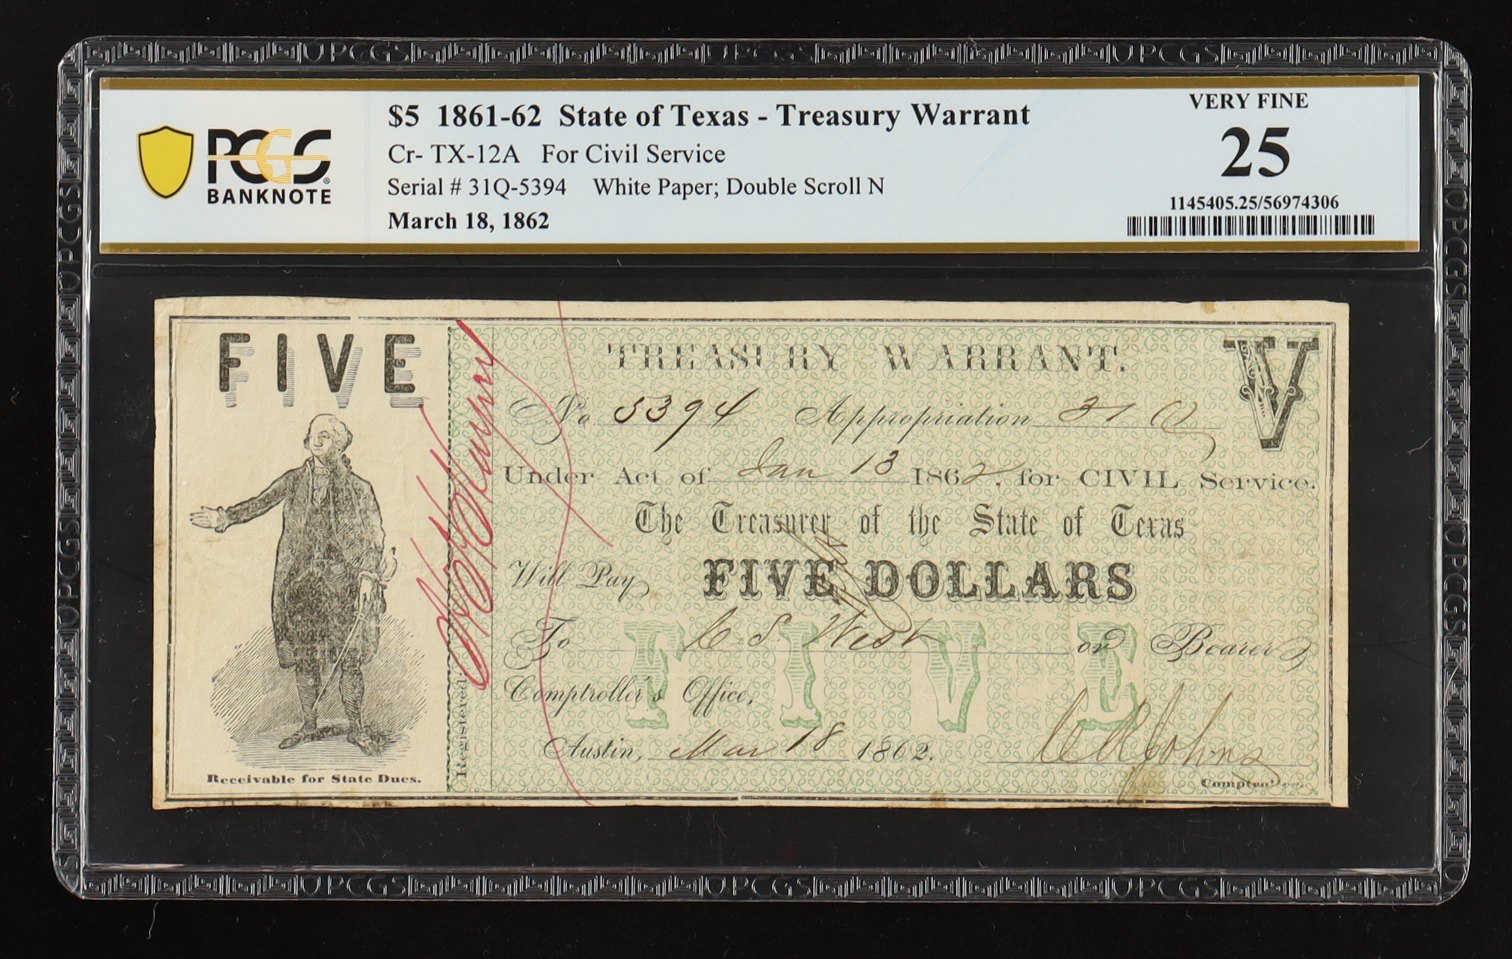 PCGS
BANKNOTE
$5 1861-62 State of Texas - Treasury Warrant
Cr- TX-12A For Civil Service
Serial # 31Q-5394 White Paper; Double Scroll N
March 18, 1862
VERY FINE
25
1145405.25/56974306
FIVE
Receivable for State Dues.
Registered
TREASURY WARRANT.
V
No 5394 Appropriation 31 Q
Under Act of Jan 13 1862, for CIVIL Service.
The Treasurer of the State of Texas
Will Pay FIVE DOLLARS
FIVE
To C S West or Bearer
Comptroller's Office,
Austin, Mar 18 1862.
C R Johns
Comptroller